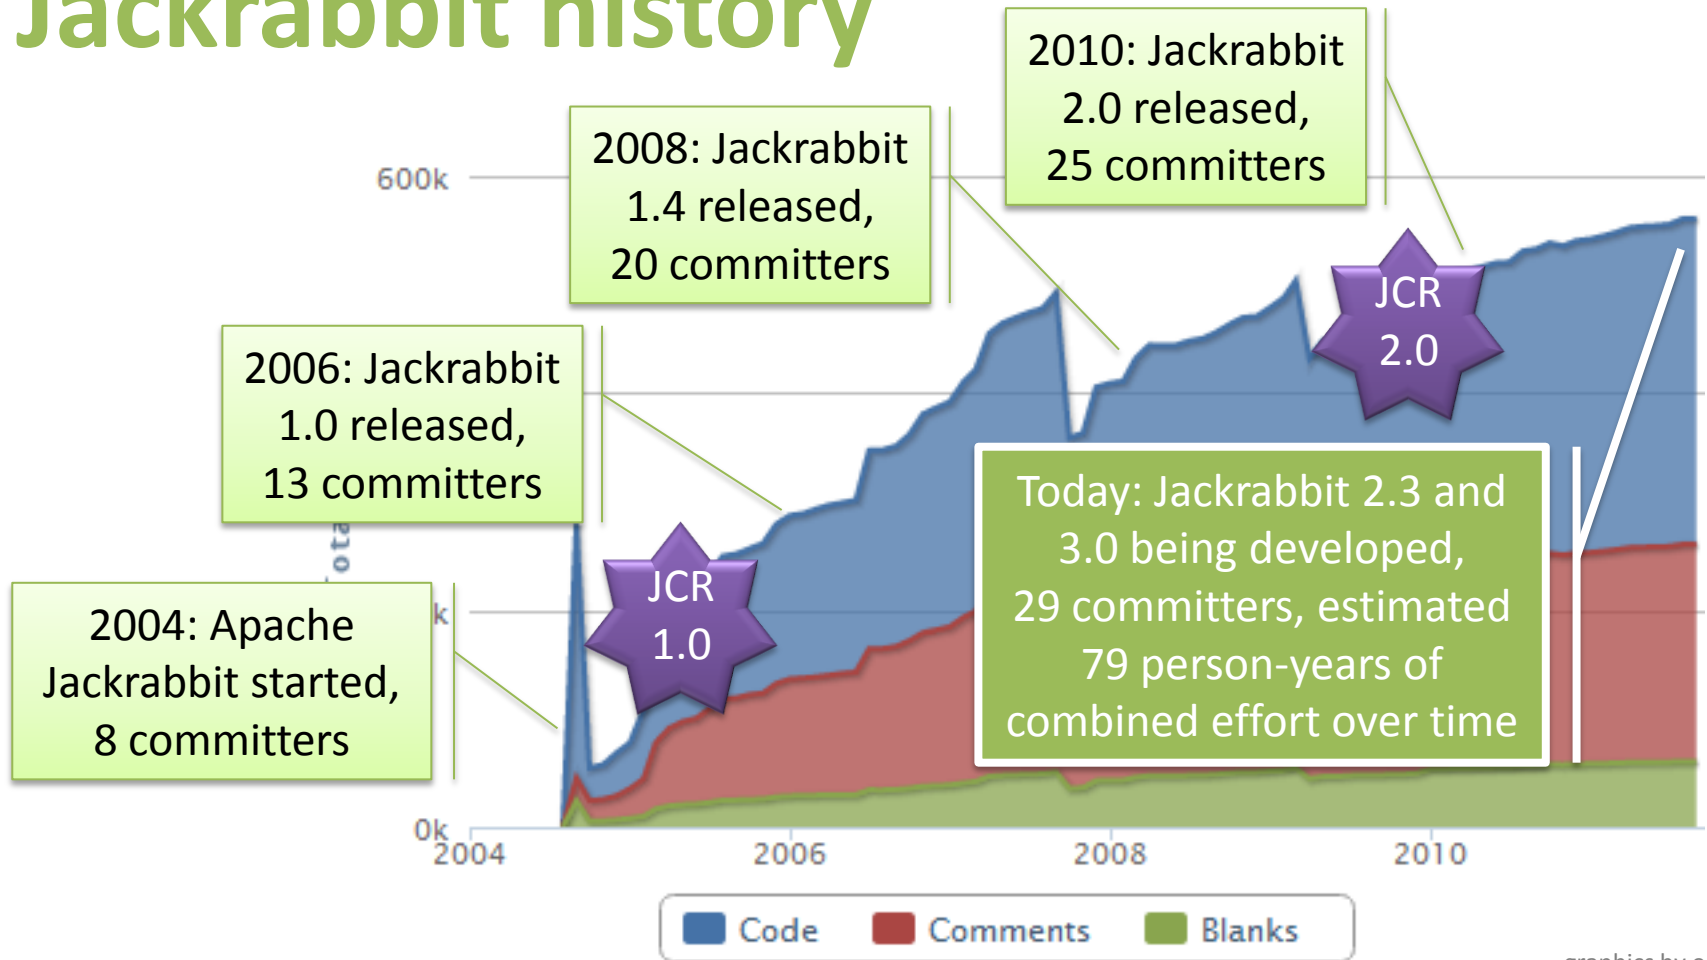 Jackrabbit history
2010: Jackrabbit
2.0 released,
25 committers
2008: Jackrabbit
1.4 released,
20 committers
600k
2006: Jackrabbit
1.0 released,
13 committers
JCR
2.0
Today: Jackrabbit 2.3 and
3.0 being developed,
29 committers, estimated
79 person-years of
combined effort over time
JCR
1.0
2004: Apache
Jackrabbit started,
8 committers
0k
2004
2006
2008
2010
Code
Comments
Blanks
graphics by